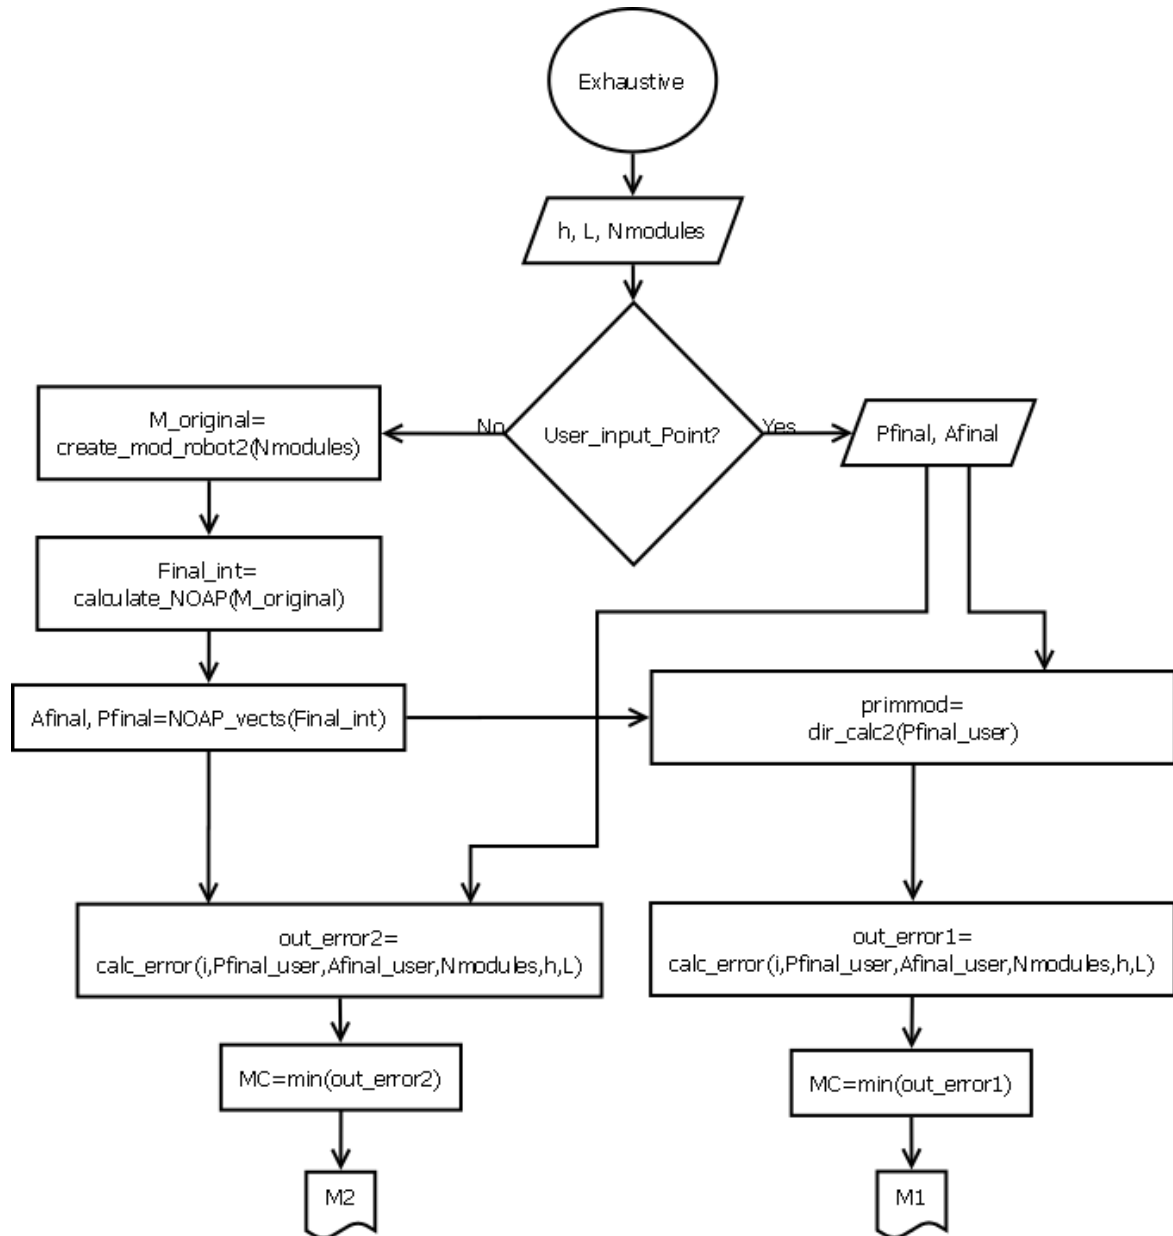 Exhaustive
h, L, Nmodules
User_input_Point?
No
Yes
M_original=
create_mod_robot2(Nmodules)
Pfinal, Afinal
Final_int=
calculate_NOAP(M_original)
Afinal, Pfinal=NOAP_vects(Final_int)
primmod=
dir_calc2(Pfinal_user)
out_error2=
calc_error(i,Pfinal_user,Afinal_user,Nmodules,h,L)
out_error1=
calc_error(i,Pfinal_user,Afinal_user,Nmodules,h,L)
MC=min(out_error2)
MC=min(out_error1)
M2
M1